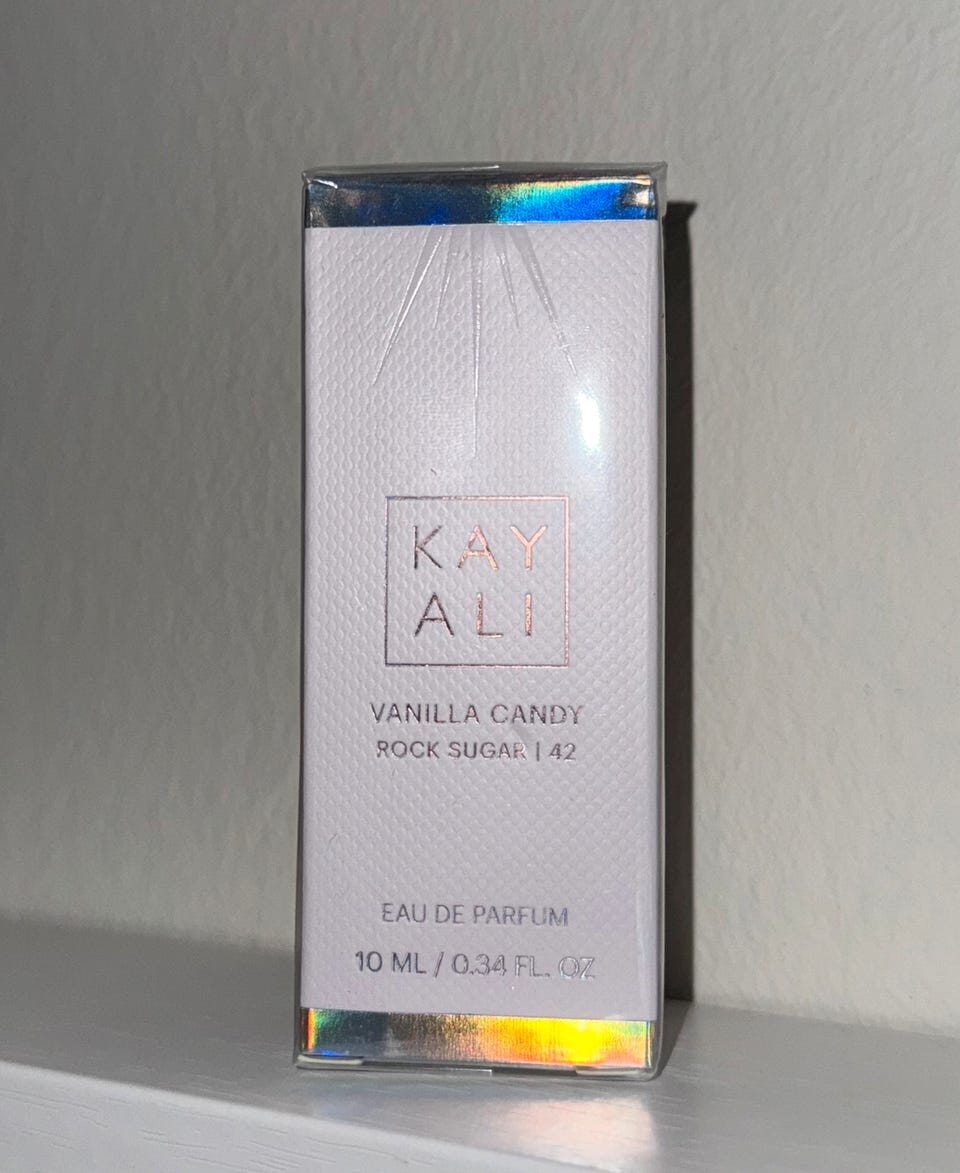 KAY
ALI
VANILLA CANDY
ROCK SUGAR | 42
EAU DE PARFUM
10 ML / 0.34 FL. OZ